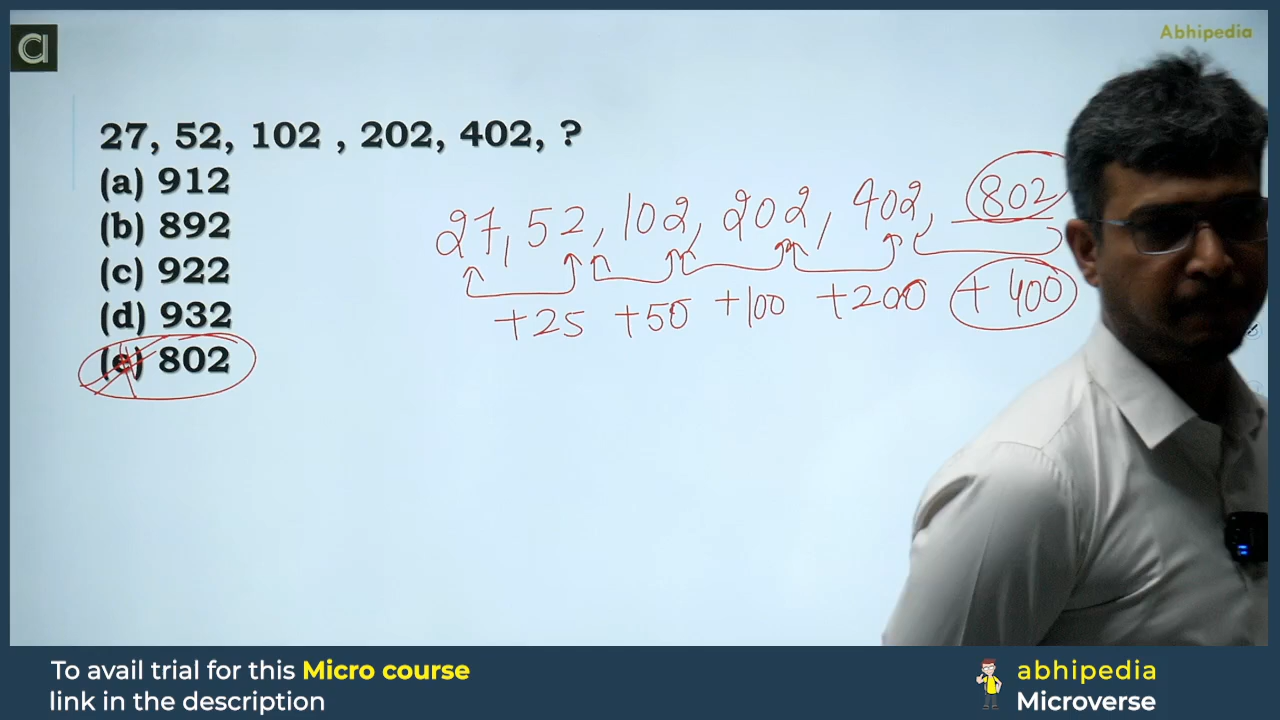 Abhipedia
27, 52, 102 , 202, 402, ?
(a) 912
(b) 892
(c) 922
(d) 932
(e) 802
27, 52, 102, 202, 402, 802
+25 +50 +100 +200 +400
To avail trial for this Micro course
link in the description
abhipedia
Microverse